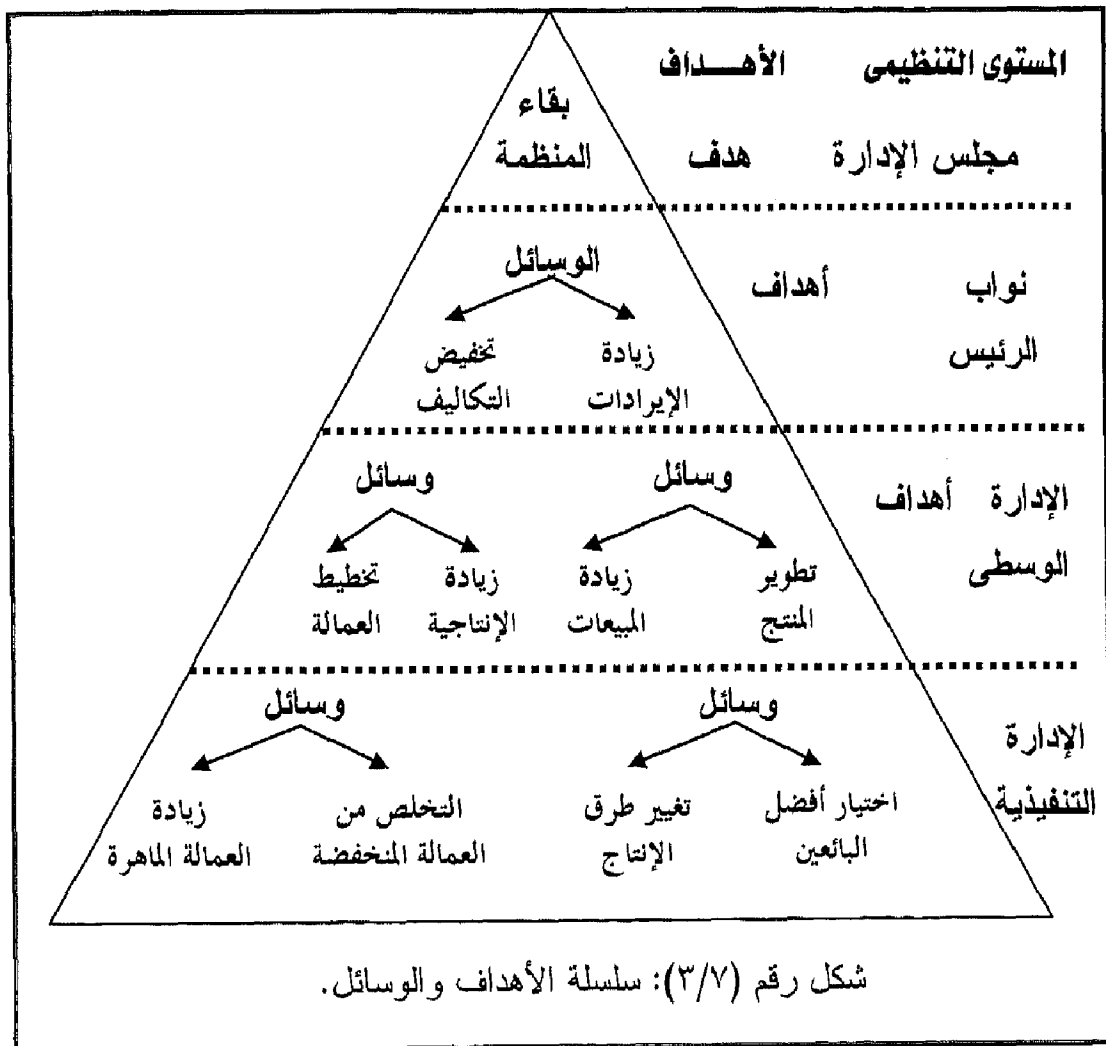 المستوى التنظيمى الأهـــداف
بقاء
المنظمة
مجلس الإدارة هدف
الوسائل
نواب أهداف
الرئيس
زيادة تخفيض
الإيرادات التكاليف
وسائل وسائل
الإدارة أهداف
الوسطى
تطوير زيادة زيادة تخطيط
المنتج المبيعات الإنتاجية العمالة
وسائل وسائل
الإدارة
التنفيذية
اختيار أفضل تغيير طرق التخلص من زيادة
البائعين الإنتاج العمالة المنخفضة العمالة الماهرة
شكل رقم (٣/٧): سلسلة الأهداف والوسائل.